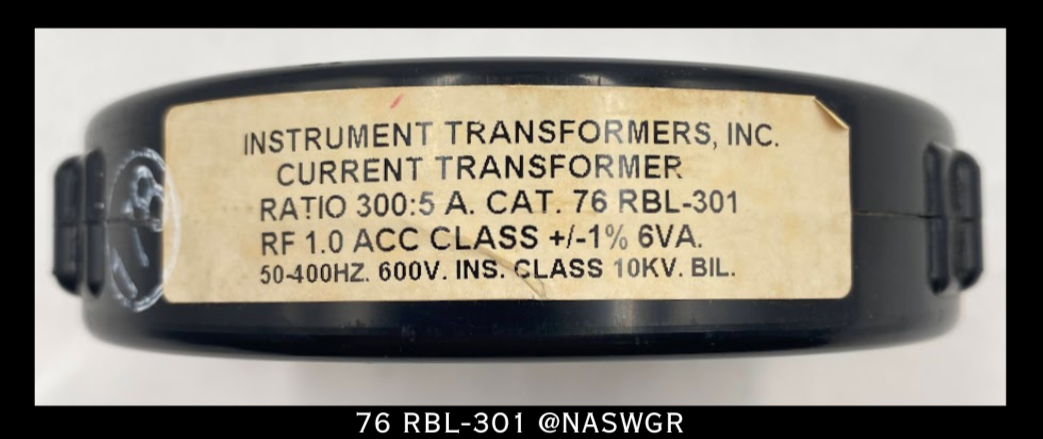 INSTRUMENT TRANSFORMERS, INC.
CURRENT TRANSFORMER
RATIO 300:5 A. CAT. 76 RBL-301
RF 1.0 ACC CLASS +/-1% 6VA.
50-400HZ. 600V. INS. CLASS 10KV. BIL.
76 RBL-301 @NASWGR